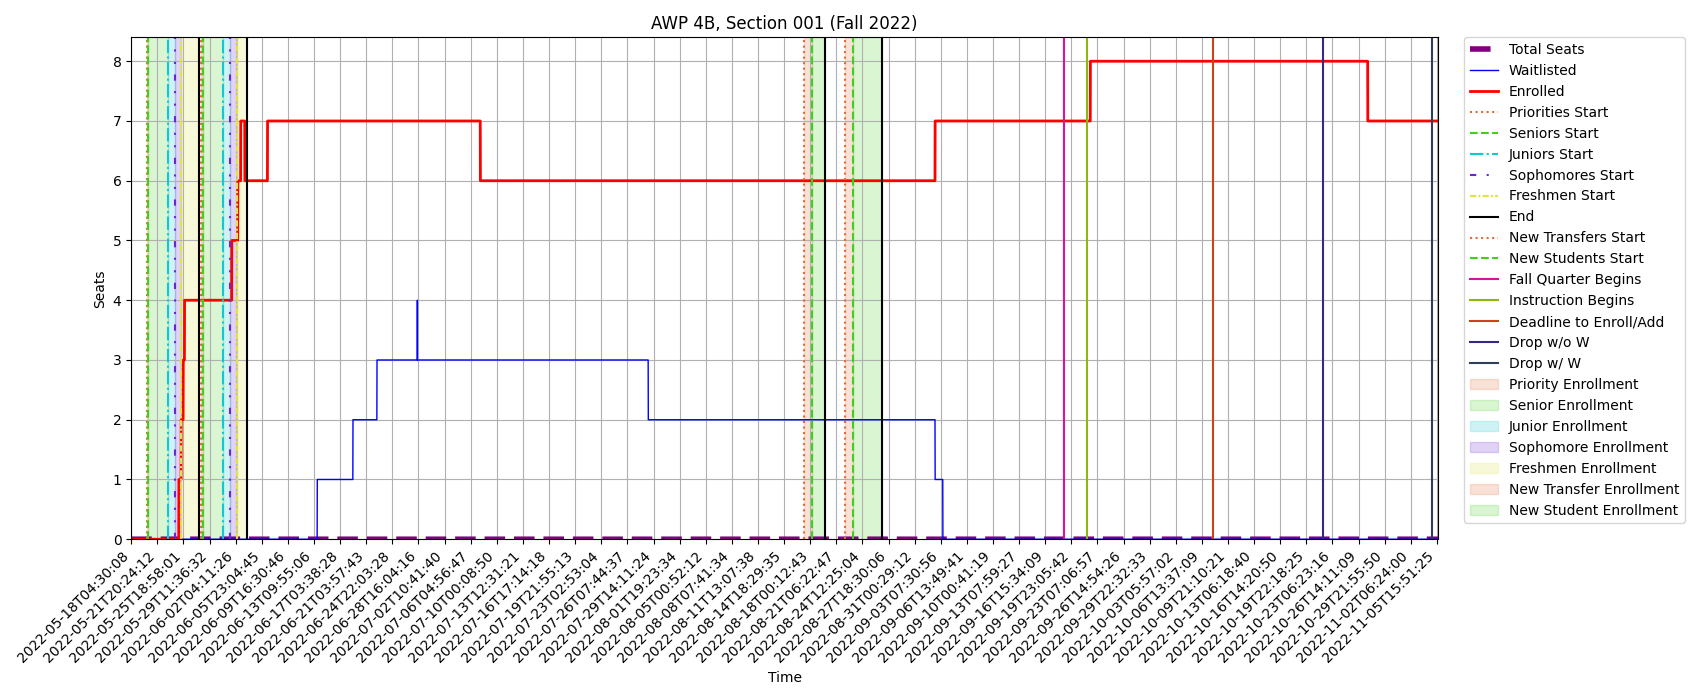 AWP 4B, Section 001 (Fall 2022)
8
7
6
5
4
3
2
1
0
Seats
2022-05-18T04:30:08
2022-05-21T20:24:12
2022-05-25T18:58:01
2022-05-29T11:36:32
2022-06-02T04:11:26
2022-06-05T23:04:45
2022-06-09T16:30:46
2022-06-13T09:55:06
2022-06-17T03:38:28
2022-06-21T03:57:43
2022-06-24T22:03:28
2022-06-28T16:04:16
2022-07-02T10:41:40
2022-07-06T04:56:47
2022-07-10T00:08:50
2022-07-13T12:31:21
2022-07-16T17:14:18
2022-07-19T21:55:13
2022-07-23T02:53:04
2022-07-26T07:44:37
2022-07-29T14:11:24
2022-08-01T19:23:34
2022-08-05T00:52:12
2022-08-08T07:41:34
2022-08-11T13:07:38
2022-08-14T18:29:35
2022-08-18T00:12:43
2022-08-21T06:22:47
2022-08-24T12:25:04
2022-08-27T18:30:06
2022-08-31T00:29:12
2022-09-03T07:30:56
2022-09-06T13:49:41
2022-09-10T00:41:19
2022-09-13T07:59:27
2022-09-16T15:34:09
2022-09-19T23:05:42
2022-09-23T07:06:57
2022-09-26T14:54:26
2022-09-29T22:32:33
2022-10-03T05:57:02
2022-10-06T13:37:09
2022-10-09T21:10:21
2022-10-13T06:18:40
2022-10-16T14:20:50
2022-10-19T22:18:25
2022-10-23T06:23:16
2022-10-26T14:11:09
2022-10-29T21:55:50
2022-11-02T06:24:00
2022-11-05T15:51:25
Time
Total Seats
Waitlisted
Enrolled
Priorities Start
Seniors Start
Juniors Start
Sophomores Start
Freshmen Start
End
New Transfers Start
New Students Start
Fall Quarter Begins
Instruction Begins
Deadline to Enroll/Add
Drop w/o W
Drop w/ W
Priority Enrollment
Senior Enrollment
Junior Enrollment
Sophomore Enrollment
Freshmen Enrollment
New Transfer Enrollment
New Student Enrollment